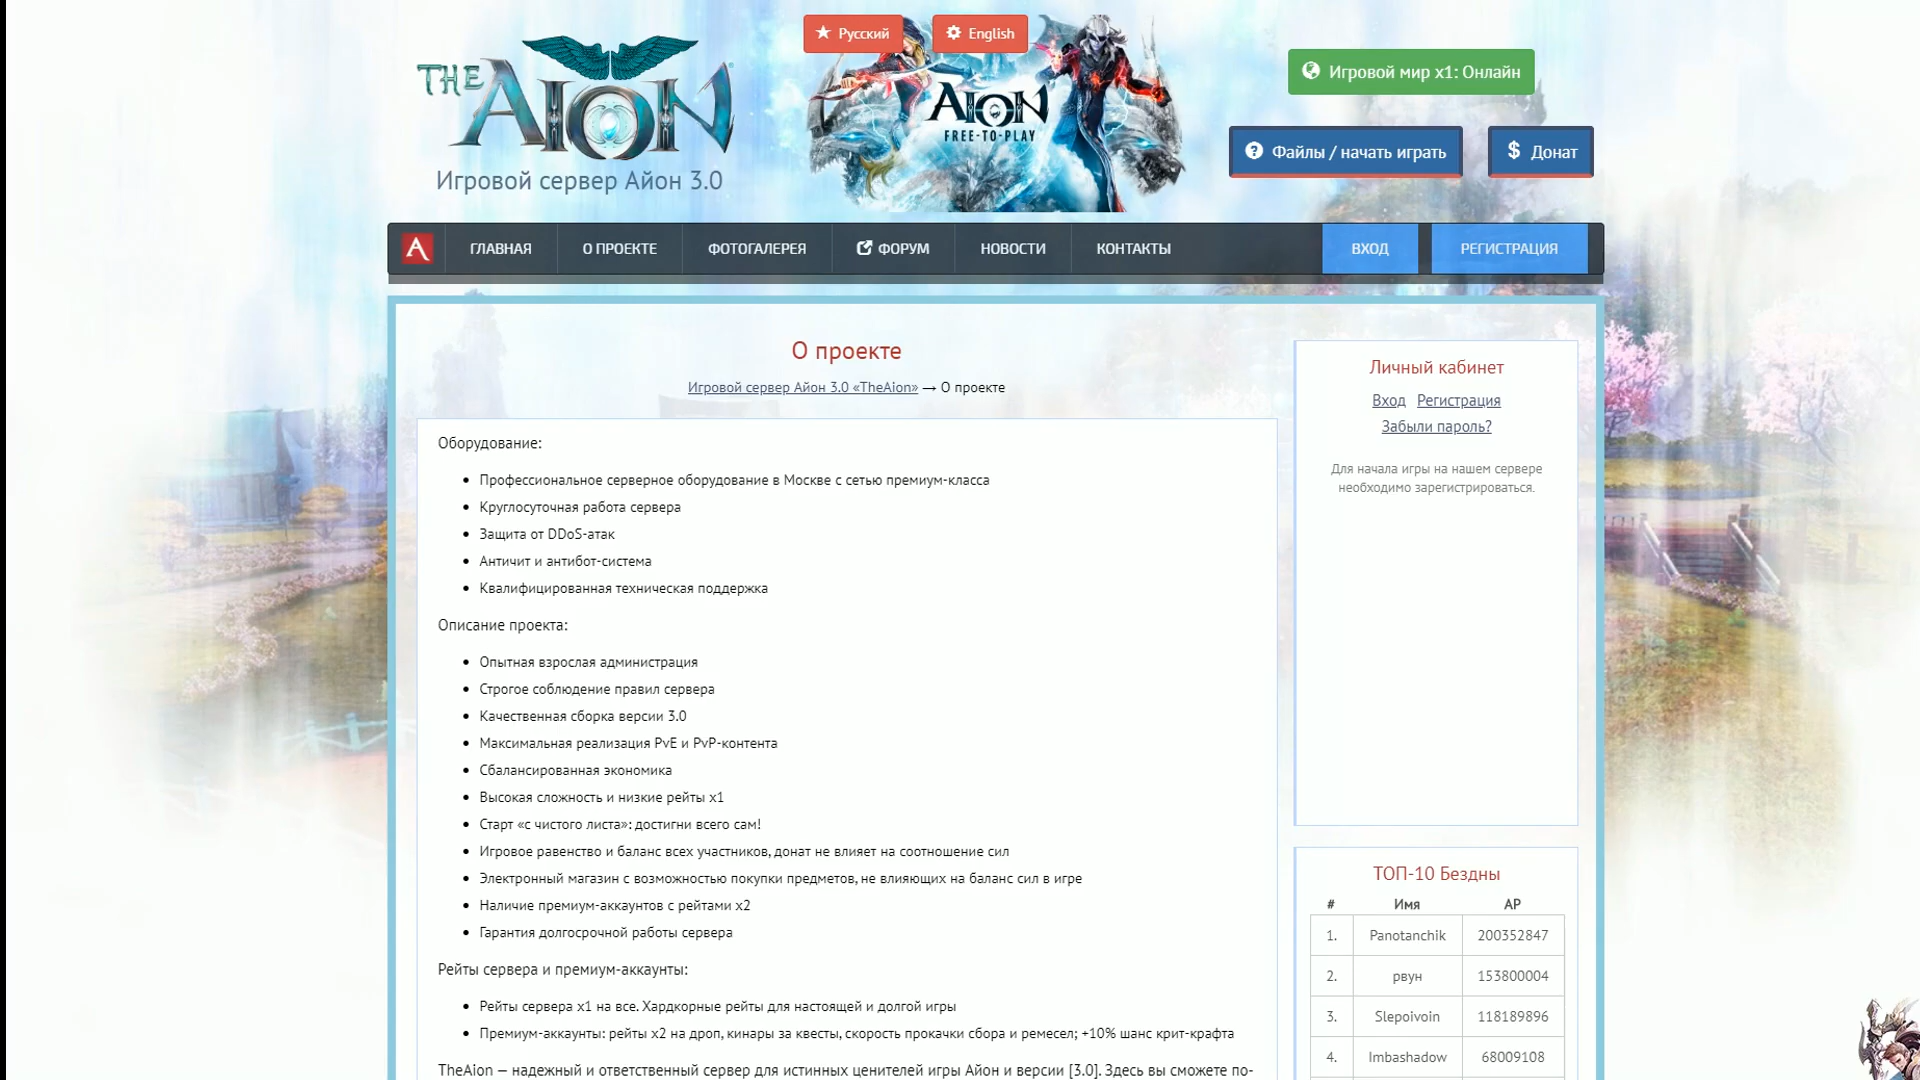 Русский
English
THE AION
Игровой сервер Айон 3.0
AION
FREE-TO-PLAY
Игровой мир x1: Онлайн
Файлы / начать играть
$ Донат
ГЛАВНАЯ
О ПРОЕКТЕ
ФОТОГАЛЕРЕЯ
ФОРУМ
НОВОСТИ
КОНТАКТЫ
ВХОД
РЕГИСТРАЦИЯ
О проекте
Игровой сервер Айон 3.0 «TheAion» → О проекте
Оборудование:
Профессиональное серверное оборудование в Москве с сетью премиум-класса
Круглосуточная работа сервера
Защита от DDoS-атак
Античит и антибот-система
Квалифицированная техническая поддержка
Описание проекта:
Опытная взрослая администрация
Строгое соблюдение правил сервера
Качественная сборка версии 3.0
Максимальная реализация PvE и PvP-контента
Сбалансированная экономика
Высокая сложность и низкие рейты x1
Старт «с чистого листа»: достигни всего сам!
Игровое равенство и баланс всех участников, донат не влияет на соотношение сил
Электронный магазин с возможностью покупки предметов, не влияющих на баланс сил в игре
Наличие премиум-аккаунтов с рейтами x2
Гарантия долгосрочной работы сервера
Рейты сервера и премиум-аккаунты:
Рейты сервера x1 на все. Хардкорные рейты для настоящей и долгой игры
Премиум-аккаунты: рейты x2 на дроп, кинары за квесты, скорость прокачки сбора и ремесел; +10% шанс крит-крафта
TheAion — надежный и ответственный сервер для истинных ценителей игры Айон и версии [3.0]. Здесь вы сможете по-
Личный кабинет
Вход Регистрация
Забыли пароль?
Для начала игры на нашем сервере
необходимо зарегистрироваться.
ТОП-10 Бездны
# Имя AP
1. Panotanchik 200352847
2. рвун 153800004
3. Slepoivoin 118189896
4. Imbashadow 68009108